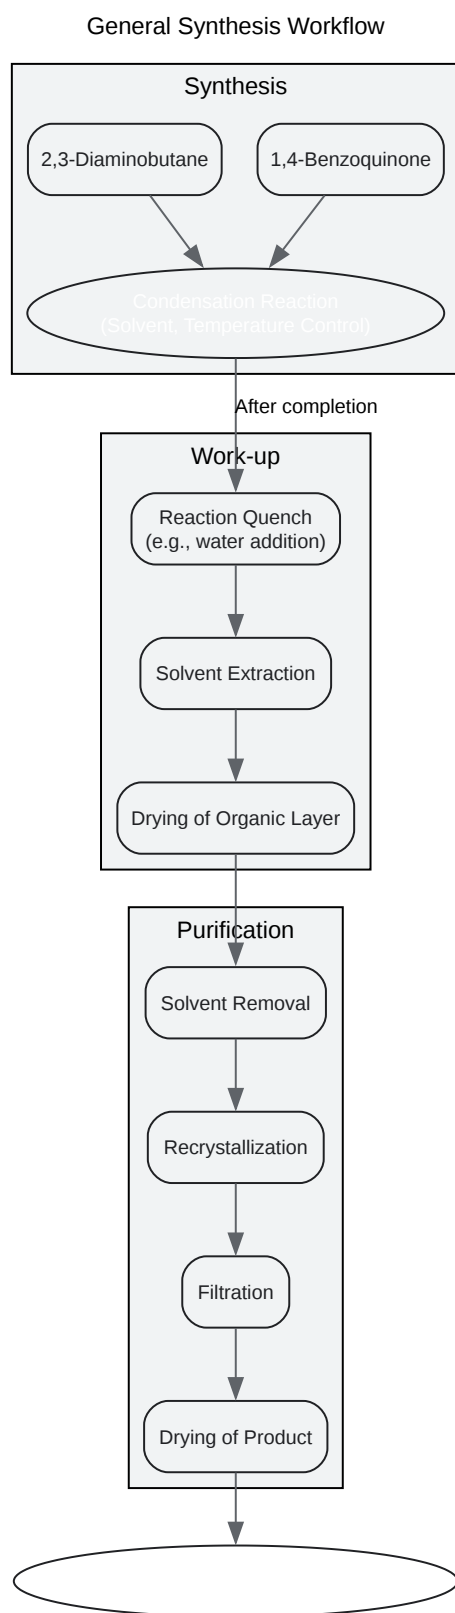 General Synthesis Workflow
Synthesis
2,3-Diaminobutane
1,4-Benzoquinone
Condensation Reaction
(Solvent, Temperature Control)
After completion
Work-up
Reaction Quench
(e.g., water addition)
Solvent Extraction
Drying of Organic Layer
Purification
Solvent Removal
Recrystallization
Filtration
Drying of Product